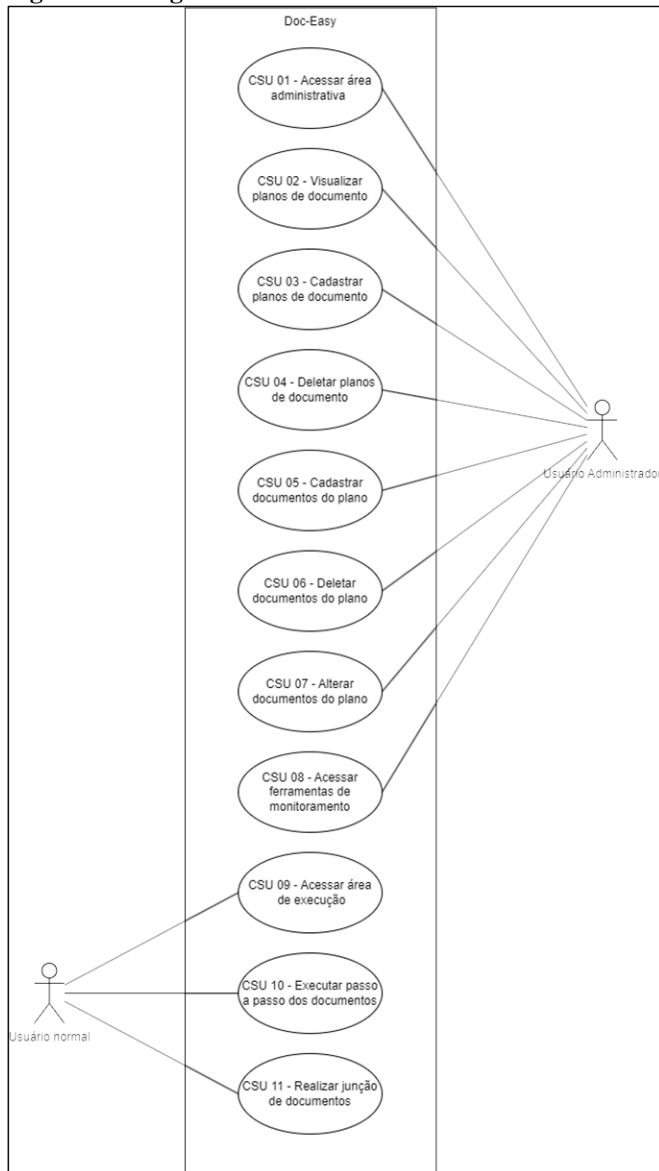 Doc-Easy
CSU 01 - Acessar área
administrativa
CSU 02 - Visualizar
planos de documento
CSU 03 - Cadastrar
planos de documento
CSU 04 - Deletar planos
de documento
Usuário Administrador
CSU 05 - Cadastrar
documentos do plano
CSU 06 - Deletar
documentos do plano
CSU 07 - Alterar
documentos do plano
CSU 08 - Acessar
ferramentas de
monitoramento
CSU 09 - Acessar área
de execução
CSU 10 - Executar passo
a passo dos documentos
Usuário normal
CSU 11 - Realizar junção
de documentos